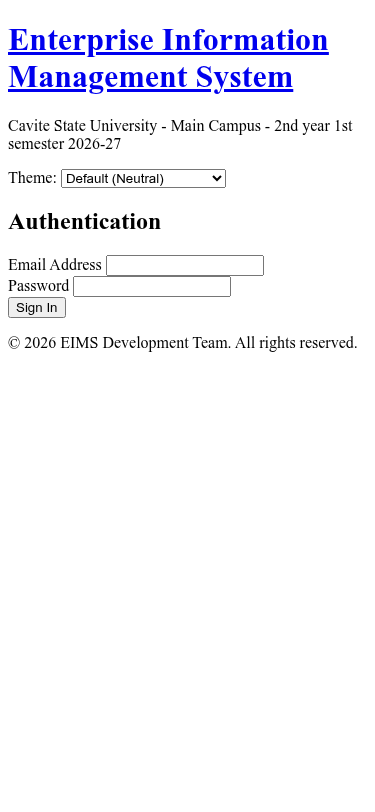 Enterprise Information
Management System
Cavite State University - Main Campus - 2nd year 1st
semester 2026-27
Theme: Default (Neutral)
Authentication
Email Address
Password
Sign In
© 2026 EIMS Development Team. All rights reserved.